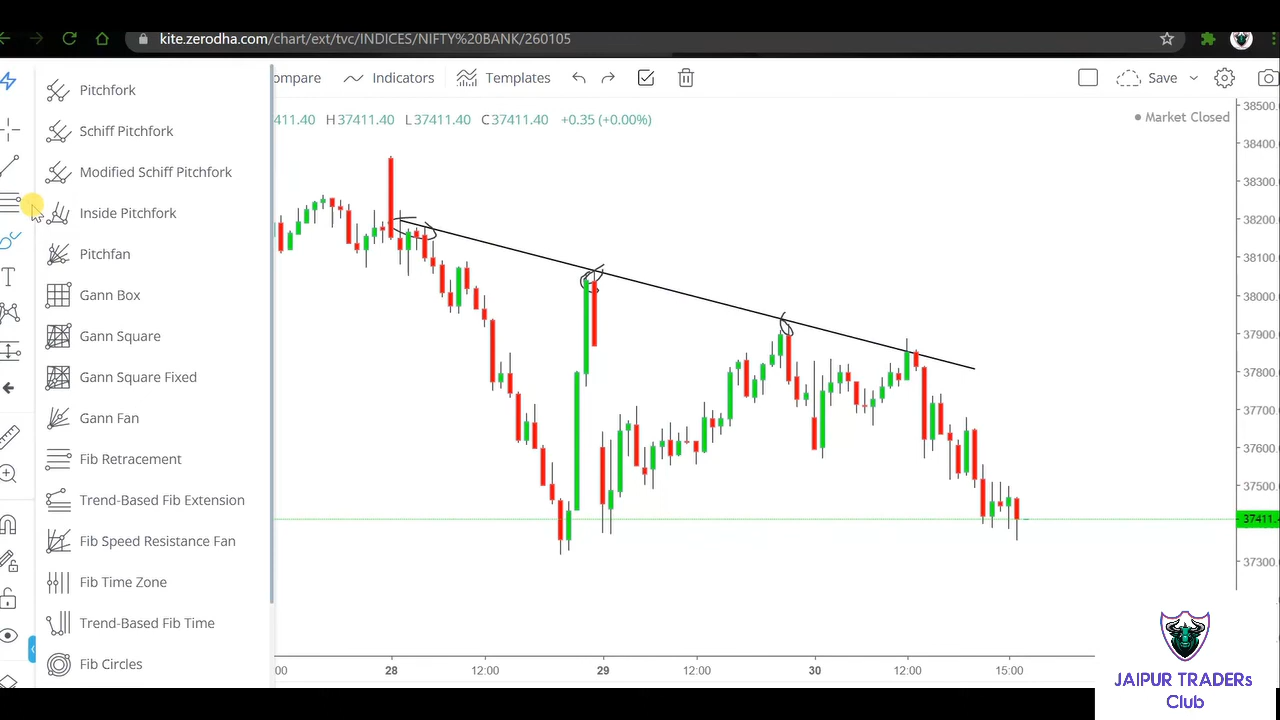 kite.zerodha.com/chart/ext/tvc/INDICES/NIFTY%20BANK/260105
ompare
Indicators
Templates
Save
411.40 H37411.40 L37411.40 C37411.40 +0.35 (+0.00%)
Market Closed
Pitchfork
Schiff Pitchfork
Modified Schiff Pitchfork
Inside Pitchfork
Pitchfan
Gann Box
Gann Square
Gann Square Fixed
Gann Fan
Fib Retracement
Trend-Based Fib Extension
Fib Speed Resistance Fan
Fib Time Zone
Trend-Based Fib Time
Fib Circles
T
38500
38400
38300
38200
38100
38000
37900
37800
37700
37600
37500
37411.4
37300
:00 28 12:00 29 12:00 30 12:00 15:00
JAIPUR TRADERs
Club